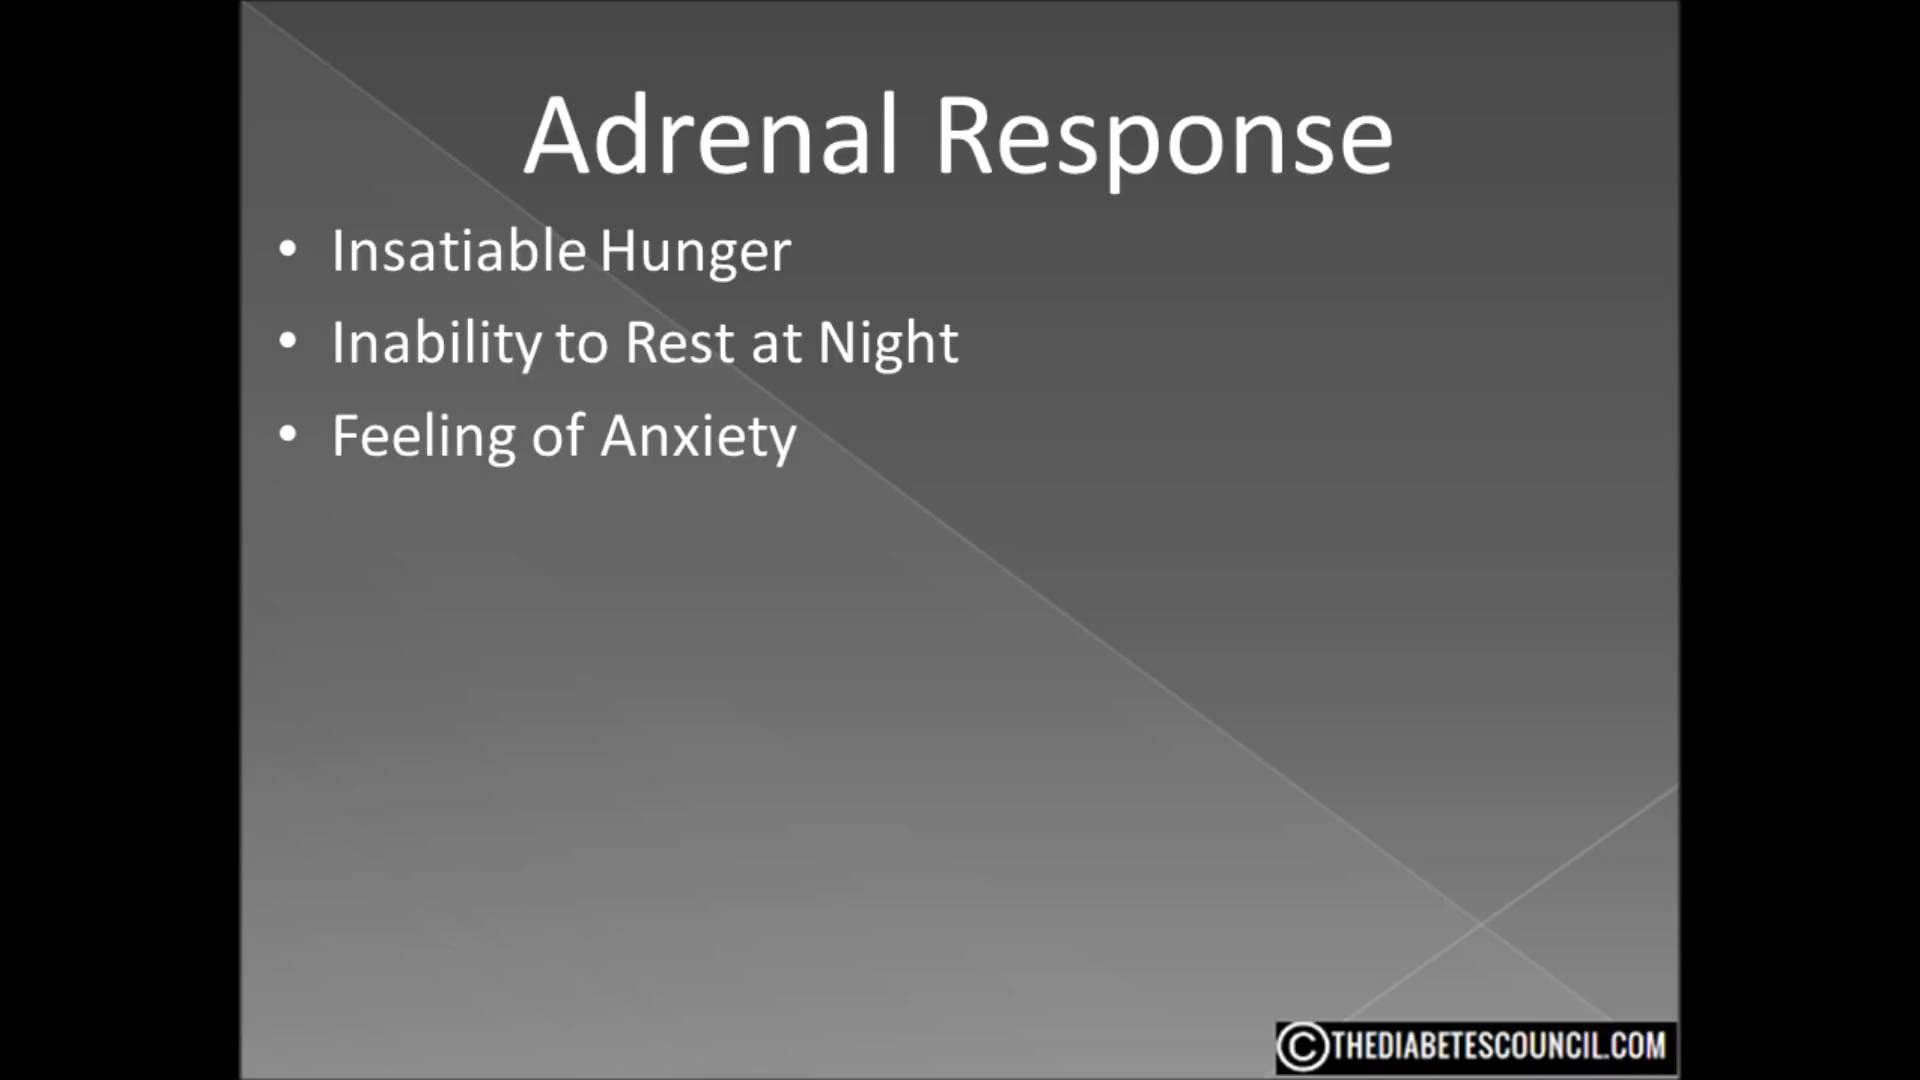 Adrenal Response
• Insatiable Hunger
• Inability to Rest at Night
• Feeling of Anxiety
©THEDIABETESCOUNCIL.COM